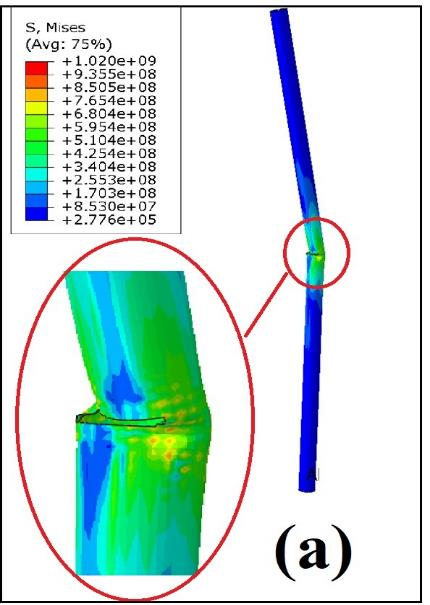 S, Mises
(Avg: 75%)
+1.020e+09
+9.355e+08
+8.505e+08
+7.654e+08
+6.804e+08
+5.954e+08
+5.104e+08
+4.254e+08
+3.404e+08
+2.553e+08
+1.703e+08
+8.530e+07
+2.776e+05
(a)